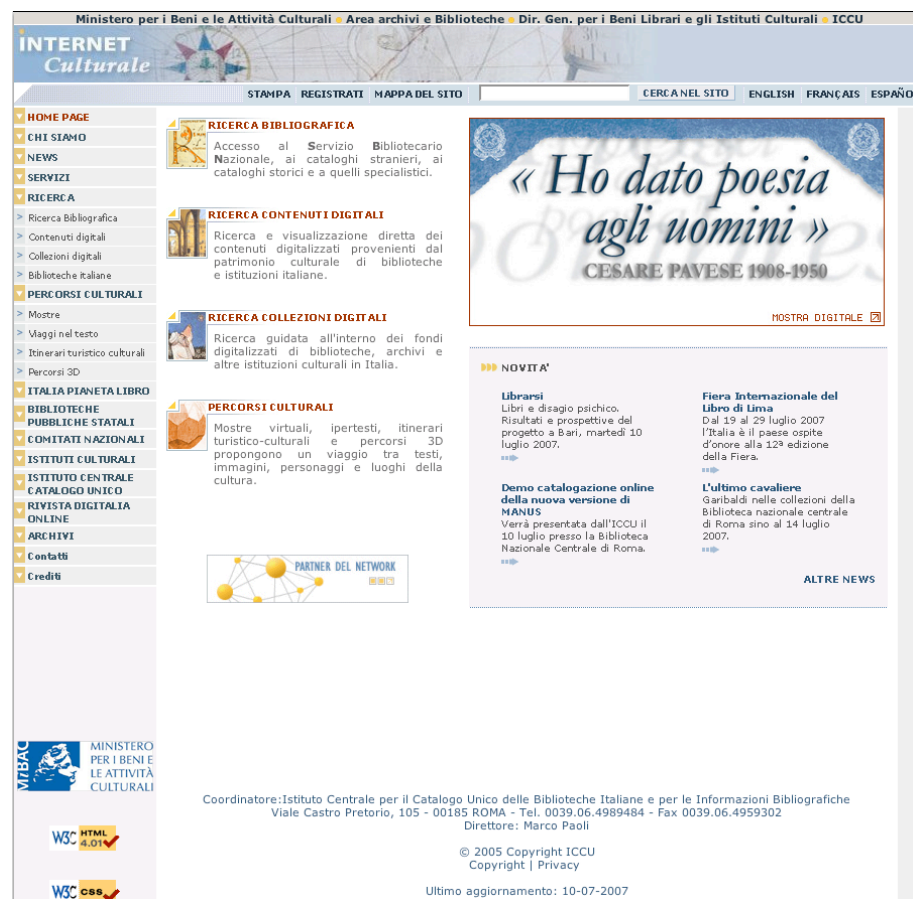 Ministero per i Beni e le Attività Culturali Area archivi e Biblioteche Dir. Gen. per i Beni Librari e gli Istituti Culturali ICCU
INTERNET
Culturale
STAMPA REGISTRATI MAPPA DEL SITO CERCA NEL SITO ENGLISH FRANÇAIS ESPAÑO
HOME PAGE
CHI SIAMO
NEWS
SERVIZI
RICERCA
> Ricerca Bibliografica
> Contenuti digitali
> Collezioni digitali
> Biblioteche italiane
PERCORSI CULTURALI
> Mostre
> Viaggi nel testo
> Itinerari turistico culturali
> Percorsi 3D
ITALIA PIANETA LIBRO
BIBLIOTECHE
PUBBLICHE STATALI
COMITATI NAZIONALI
ISTITUTI CULTURALI
ISTITUTO CENTRALE
CATALOGO UNICO
RIVISTA DIGITALIA
ONLINE
ARCHIVI
Contatti
Crediti
MiBAC
MINISTERO
PER I BENI E
LE ATTIVITÀ
CULTURALI
W3C HTML
4.01
W3C css
RICERCA BIBLIOGRAFICA
Accesso al Servizio Bibliotecario
Nazionale, ai cataloghi stranieri, ai
cataloghi storici e a quelli specialistici.
RICERCA CONTENUTI DIGITALI
Ricerca e visualizzazione diretta dei
contenuti digitalizzati provenienti dal
patrimonio culturale di biblioteche
e istituzioni italiane.
RICERCA COLLEZIONI DIGITALI
Ricerca guidata all'interno dei fondi
digitalizzati di biblioteche, archivi e
altre istituzioni culturali in Italia.
PERCORSI CULTURALI
Mostre virtuali, ipertesti, itinerari
turistico-culturali e percorsi 3D
propongono un viaggio tra testi,
immagini, personaggi e luoghi della
cultura.
PARTNER DEL NETWORK
« Ho dato poesia
agli uomini »
CESARE PAVESE 1908-1950
MOSTRA DIGITALE
NOVITA'
Librarsi
Libri e disagio psichico.
Risultati e prospettive del
progetto a Bari, martedì 10
luglio 2007.
Fiera Internazionale del
Libro di Lima
Dal 19 al 29 luglio 2007
l'Italia è il paese ospite
d'onore alla 12ª edizione
della Fiera.
Demo catalogazione online
della nuova versione di
MANUS
Verrà presentata dall'ICCU il
10 luglio presso la Biblioteca
Nazionale Centrale di Roma.
L'ultimo cavaliere
Garibaldi nelle collezioni della
Biblioteca nazionale centrale
di Roma sino al 14 luglio
2007.
ALTRE NEWS
Coordinatore:Istituto Centrale per il Catalogo Unico delle Biblioteche Italiane e per le Informazioni Bibliografiche
Viale Castro Pretorio, 105 - 00185 ROMA - Tel. 0039.06.4989484 - Fax 0039.06.4959302
Direttore: Marco Paoli
© 2005 Copyright ICCU
Copyright | Privacy
Ultimo aggiornamento: 10-07-2007